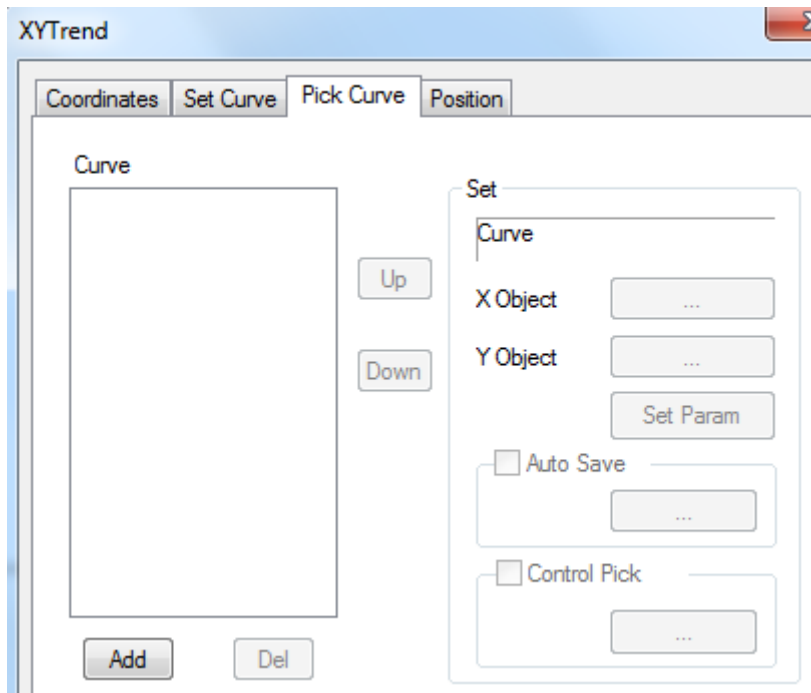 XYTrend
Coordinates Set Curve Pick Curve Position
Curve
Set
Curve
Up
X Object ...
Y Object ...
Down
Set Param
Auto Save
...
Control Pick
...
Add Del